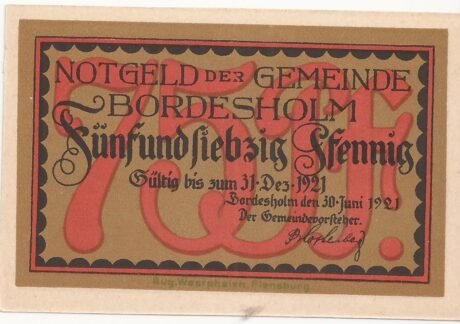 NOTGELD DER GEMEINDE
BORDESHOLM
75 Pf.
Fünfundsiebzig Pfennig
Gültig bis zum 31·Dez·1921
Bordesholm den 30·Juni 1921
Der Gemeindevorsteher.
Aug. Westphalen, Flensburg